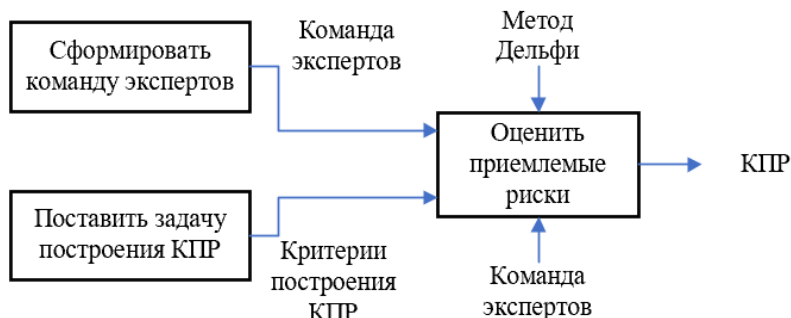 Сформировать
команду экспертов
Команда
экспертов
Метод
Дельфи
Оценить
приемлемые
риски
КПР
Поставить задачу
построения КПР
Критерии
построения
КПР
Команда
экспертов